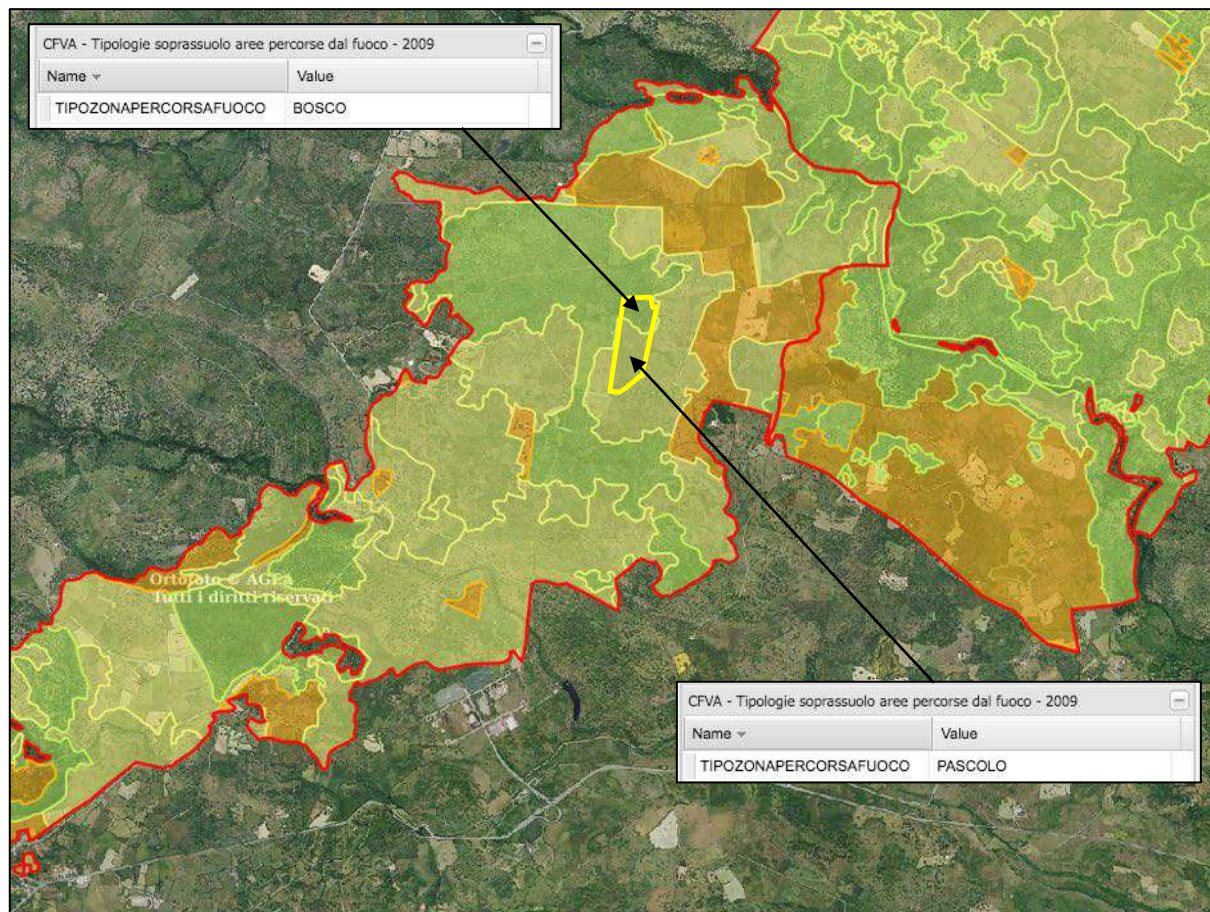 CFVA - Tipologie soprassuolo aree percorse dal fuoco - 2009
Name Value
TIPOZONAPERCORSAFUOCO BOSCO
Ortofoto © AGEA
Tutti i diritti riservati
CFVA - Tipologie soprassuolo aree percorse dal fuoco - 2009
Name Value
TIPOZONAPERCORSAFUOCO PASCOLO